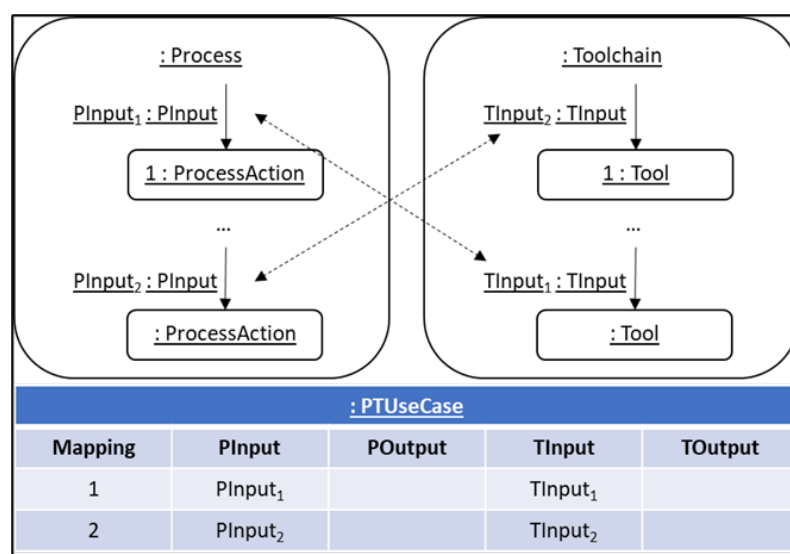 : Process
PInput₁ : PInput
1 : ProcessAction
...
PInput₂ : PInput
: ProcessAction
: Toolchain
TInput₂ : TInput
1 : Tool
...
TInput₁ : TInput
: Tool
: PTUseCase
Mapping PInput POutput TInput TOutput
1 PInput₁ TInput₁
2 PInput₂ TInput₂